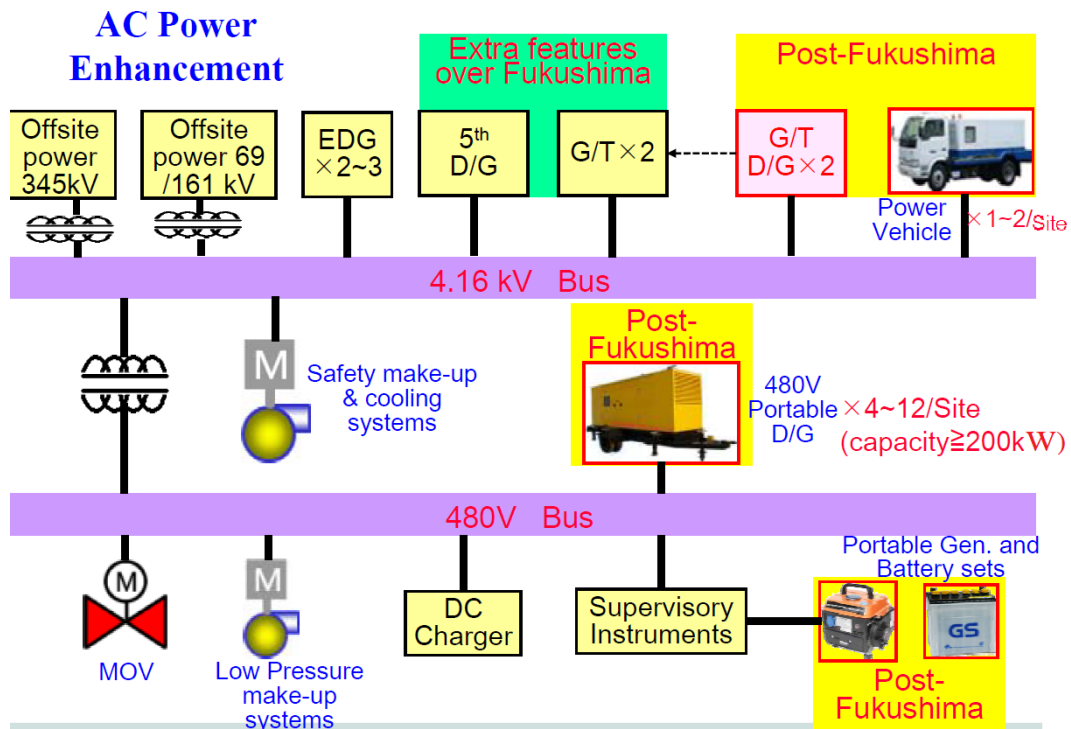 AC Power
Enhancement
Extra features
over Fukushima
Post-Fukushima
Offsite
power
345kV
Offsite
power 69
/161 kV
EDG
×2~3
5th
D/G
G/T×2
G/T
D/G×2
Power
Vehicle
×1~2/Site
4.16 kV Bus
M
Safety make-up
& cooling
systems
Post-
Fukushima
480V
Portable
D/G
×4~12/Site
(capacity≧200kW)
480V Bus
M
MOV
M
Low Pressure
make-up
systems
DC
Charger
Supervisory
Instruments
Portable Gen. and
Battery sets
GS
Post-
Fukushima